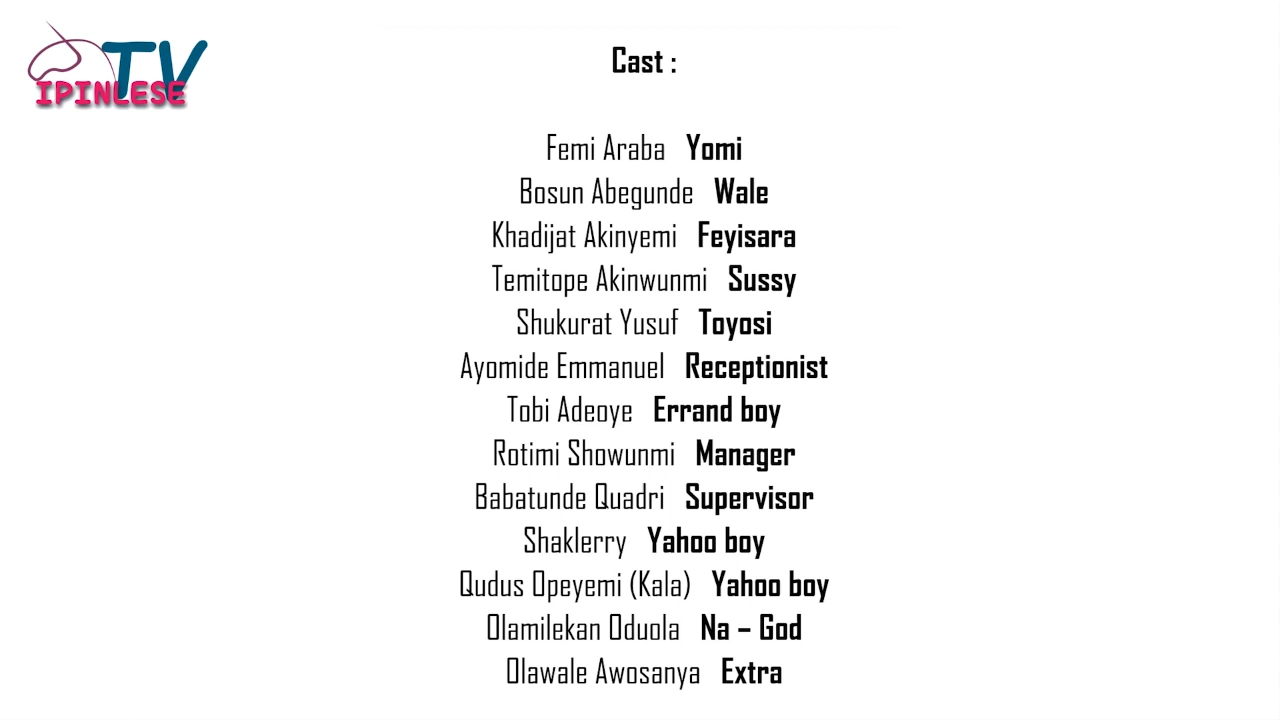 TV
IPINLESE
Cast :
Femi Araba Yomi
Bosun Abegunde Wale
Khadijat Akinyemi Feyisara
Temitope Akinwunmi Sussy
Shukurat Yusuf Toyosi
Ayomide Emmanuel Receptionist
Tobi Adeoye Errand boy
Rotimi Showunmi Manager
Babatunde Quadri Supervisor
Shaklerry Yahoo boy
Qudus Opeyemi (Kala) Yahoo boy
Olamilekan Oduola Na – God
Olawale Awosanya Extra